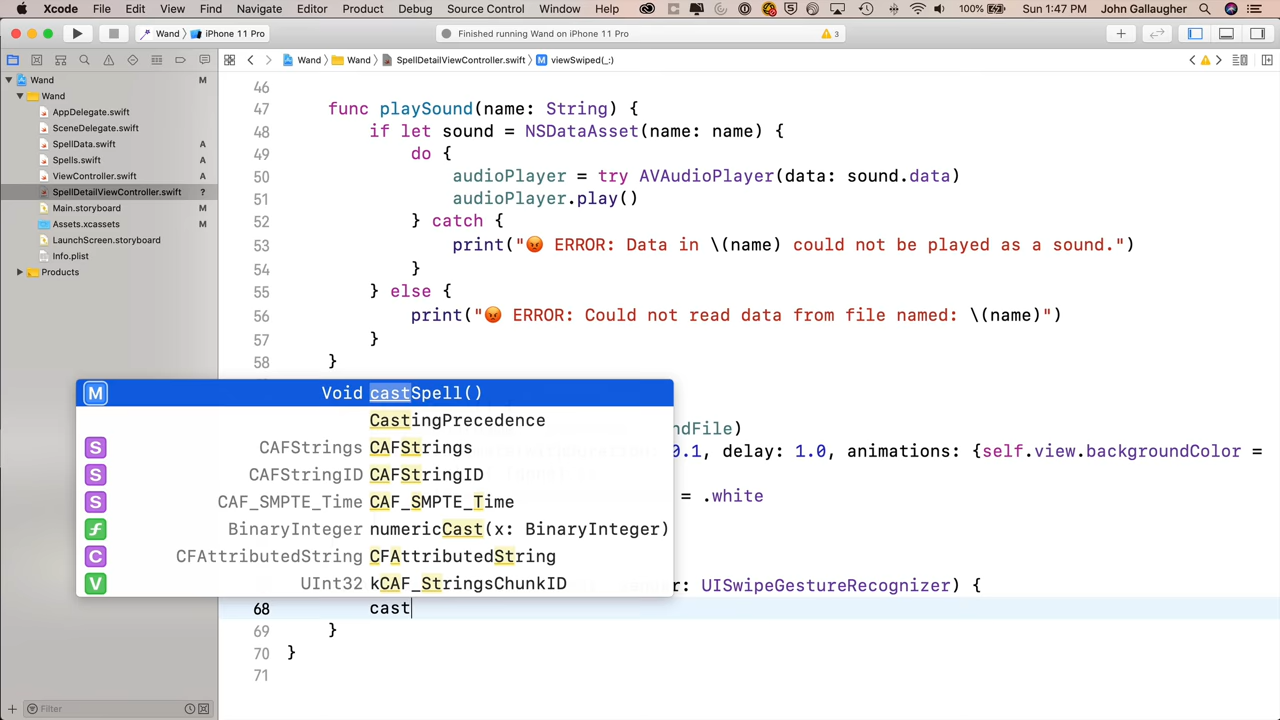 Xcode File Edit View Find Navigate Editor Product Debug Source Control Window Help 100% Sun 1:47 PM John Gallaugher
Wand iPhone 11 Pro Finished running Wand on iPhone 11 Pro 3
Wand Wand SpellDetailViewController.swift M viewSwiped(_:)
Wand M
Wand
AppDelegate.swift
SceneDelegate.swift
SpellData.swift A
Spells.swift A
ViewController.swift A
SpellDetailViewController.swift ?
Main.storyboard M
Assets.xcassets M
LaunchScreen.storyboard
Info.plist
Products
Filter
46
47 func playSound(name: String) {
48 if let sound = NSDataAsset(name: name) {
49 do {
50 audioPlayer = try AVAudioPlayer(data: sound.data)
51 audioPlayer.play()
52 } catch {
53 print("😡 ERROR: Data in \(name) could not be played as a sound.")
54 }
55 } else {
56 print("😡 ERROR: Could not read data from file named: \(name)")
57 }
58 }
M Void castSpell()
CastingPrecedence
S CAFStrings CAFStrings
S CAFStringID CAFStringID
S CAF_SMPTE_Time CAF_SMPTE_Time
f BinaryInteger numericCast(x: BinaryInteger)
C CFAttributedString CFAttributedString
V UInt32 kCAF_StringsChunkID
ndFile)
0.1, delay: 1.0, animations: {self.view.backgroundColor =
= .white
: UISwipeGestureRecognizer) {
68 cast
69 }
70 }
71